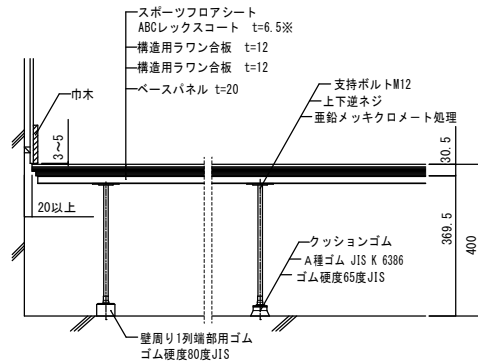 スポーツフロアシート
ABCレックスコート t=6.5※
構造用ラワン合板 t=12
構造用ラワン合板 t=12
ベースパネル t=20
巾木
3~5
20以上
支持ボルトM12
上下逆ネジ
亜鉛メッキクロメート処理
30.5
369.5
400
クッションゴム
A種ゴム JIS K 6386
ゴム硬度65度JIS
壁周り1列端部用ゴム
ゴム硬度80度JIS